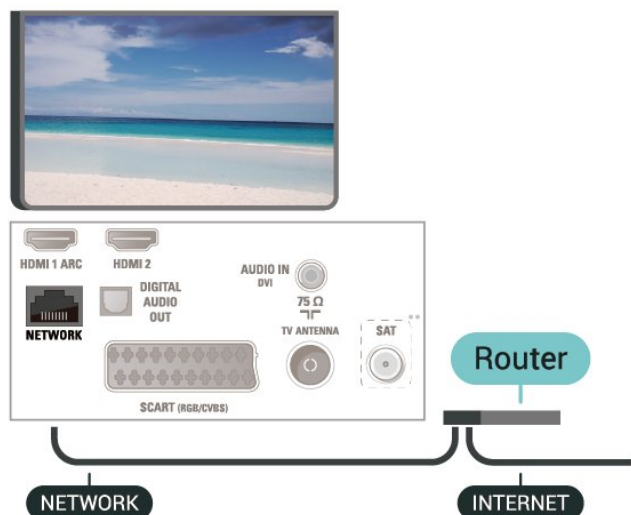 HDMI 1 ARC
HDMI 2
AUDIO IN
DVI
DIGITAL
AUDIO
OUT
75 Ω
NETWORK
TV ANTENNA
SAT
**
SCART (RGB/CVBS)
Router
NETWORK
INTERNET